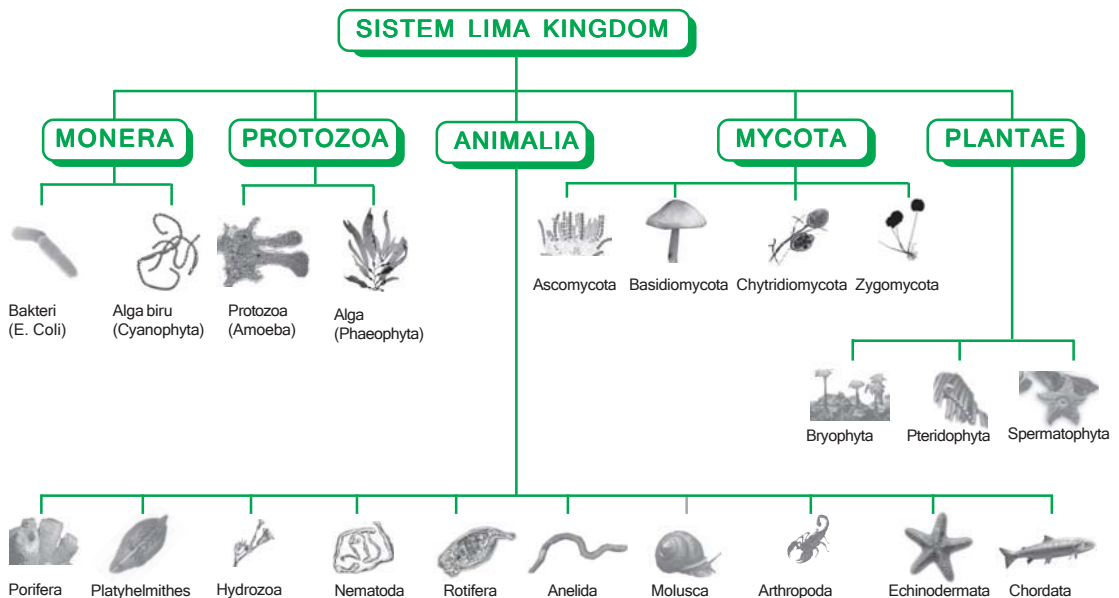 SISTEM LIMA KINGDOM
MONERA
PROTOZOA
ANIMALIA
MYCOTA
PLANTAE
Bakteri
(E. Coli)
Alga biru
(Cyanophyta)
Protozoa
(Amoeba)
Alga
(Phaeophyta)
Ascomycota
Basidiomycota
Chytridiomycota
Zygomycota
Bryophyta
Pteridophyta
Spermatophyta
Porifera
Platyhelmithes
Hydrozoa
Nematoda
Rotifera
Anelida
Molusca
Arthropoda
Echinodermata
Chordata